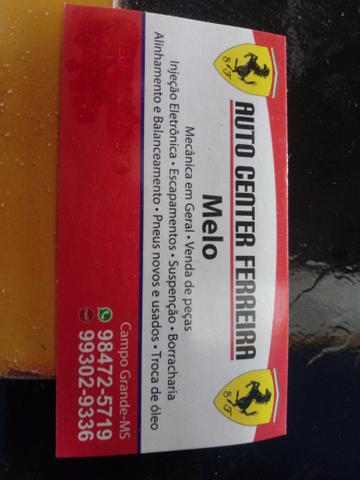 S F
S F
AUTO CENTER FERREIRA
Melo
Mecânica em Geral • Venda de peças
Injeção Eletrônica • Escapamentos • Suspenção • Borracharia
Alinhamento e Balanceamento • Pneus novos e usados • Troca de óleo
Campo Grande-MS
98472-5719
99302-9336